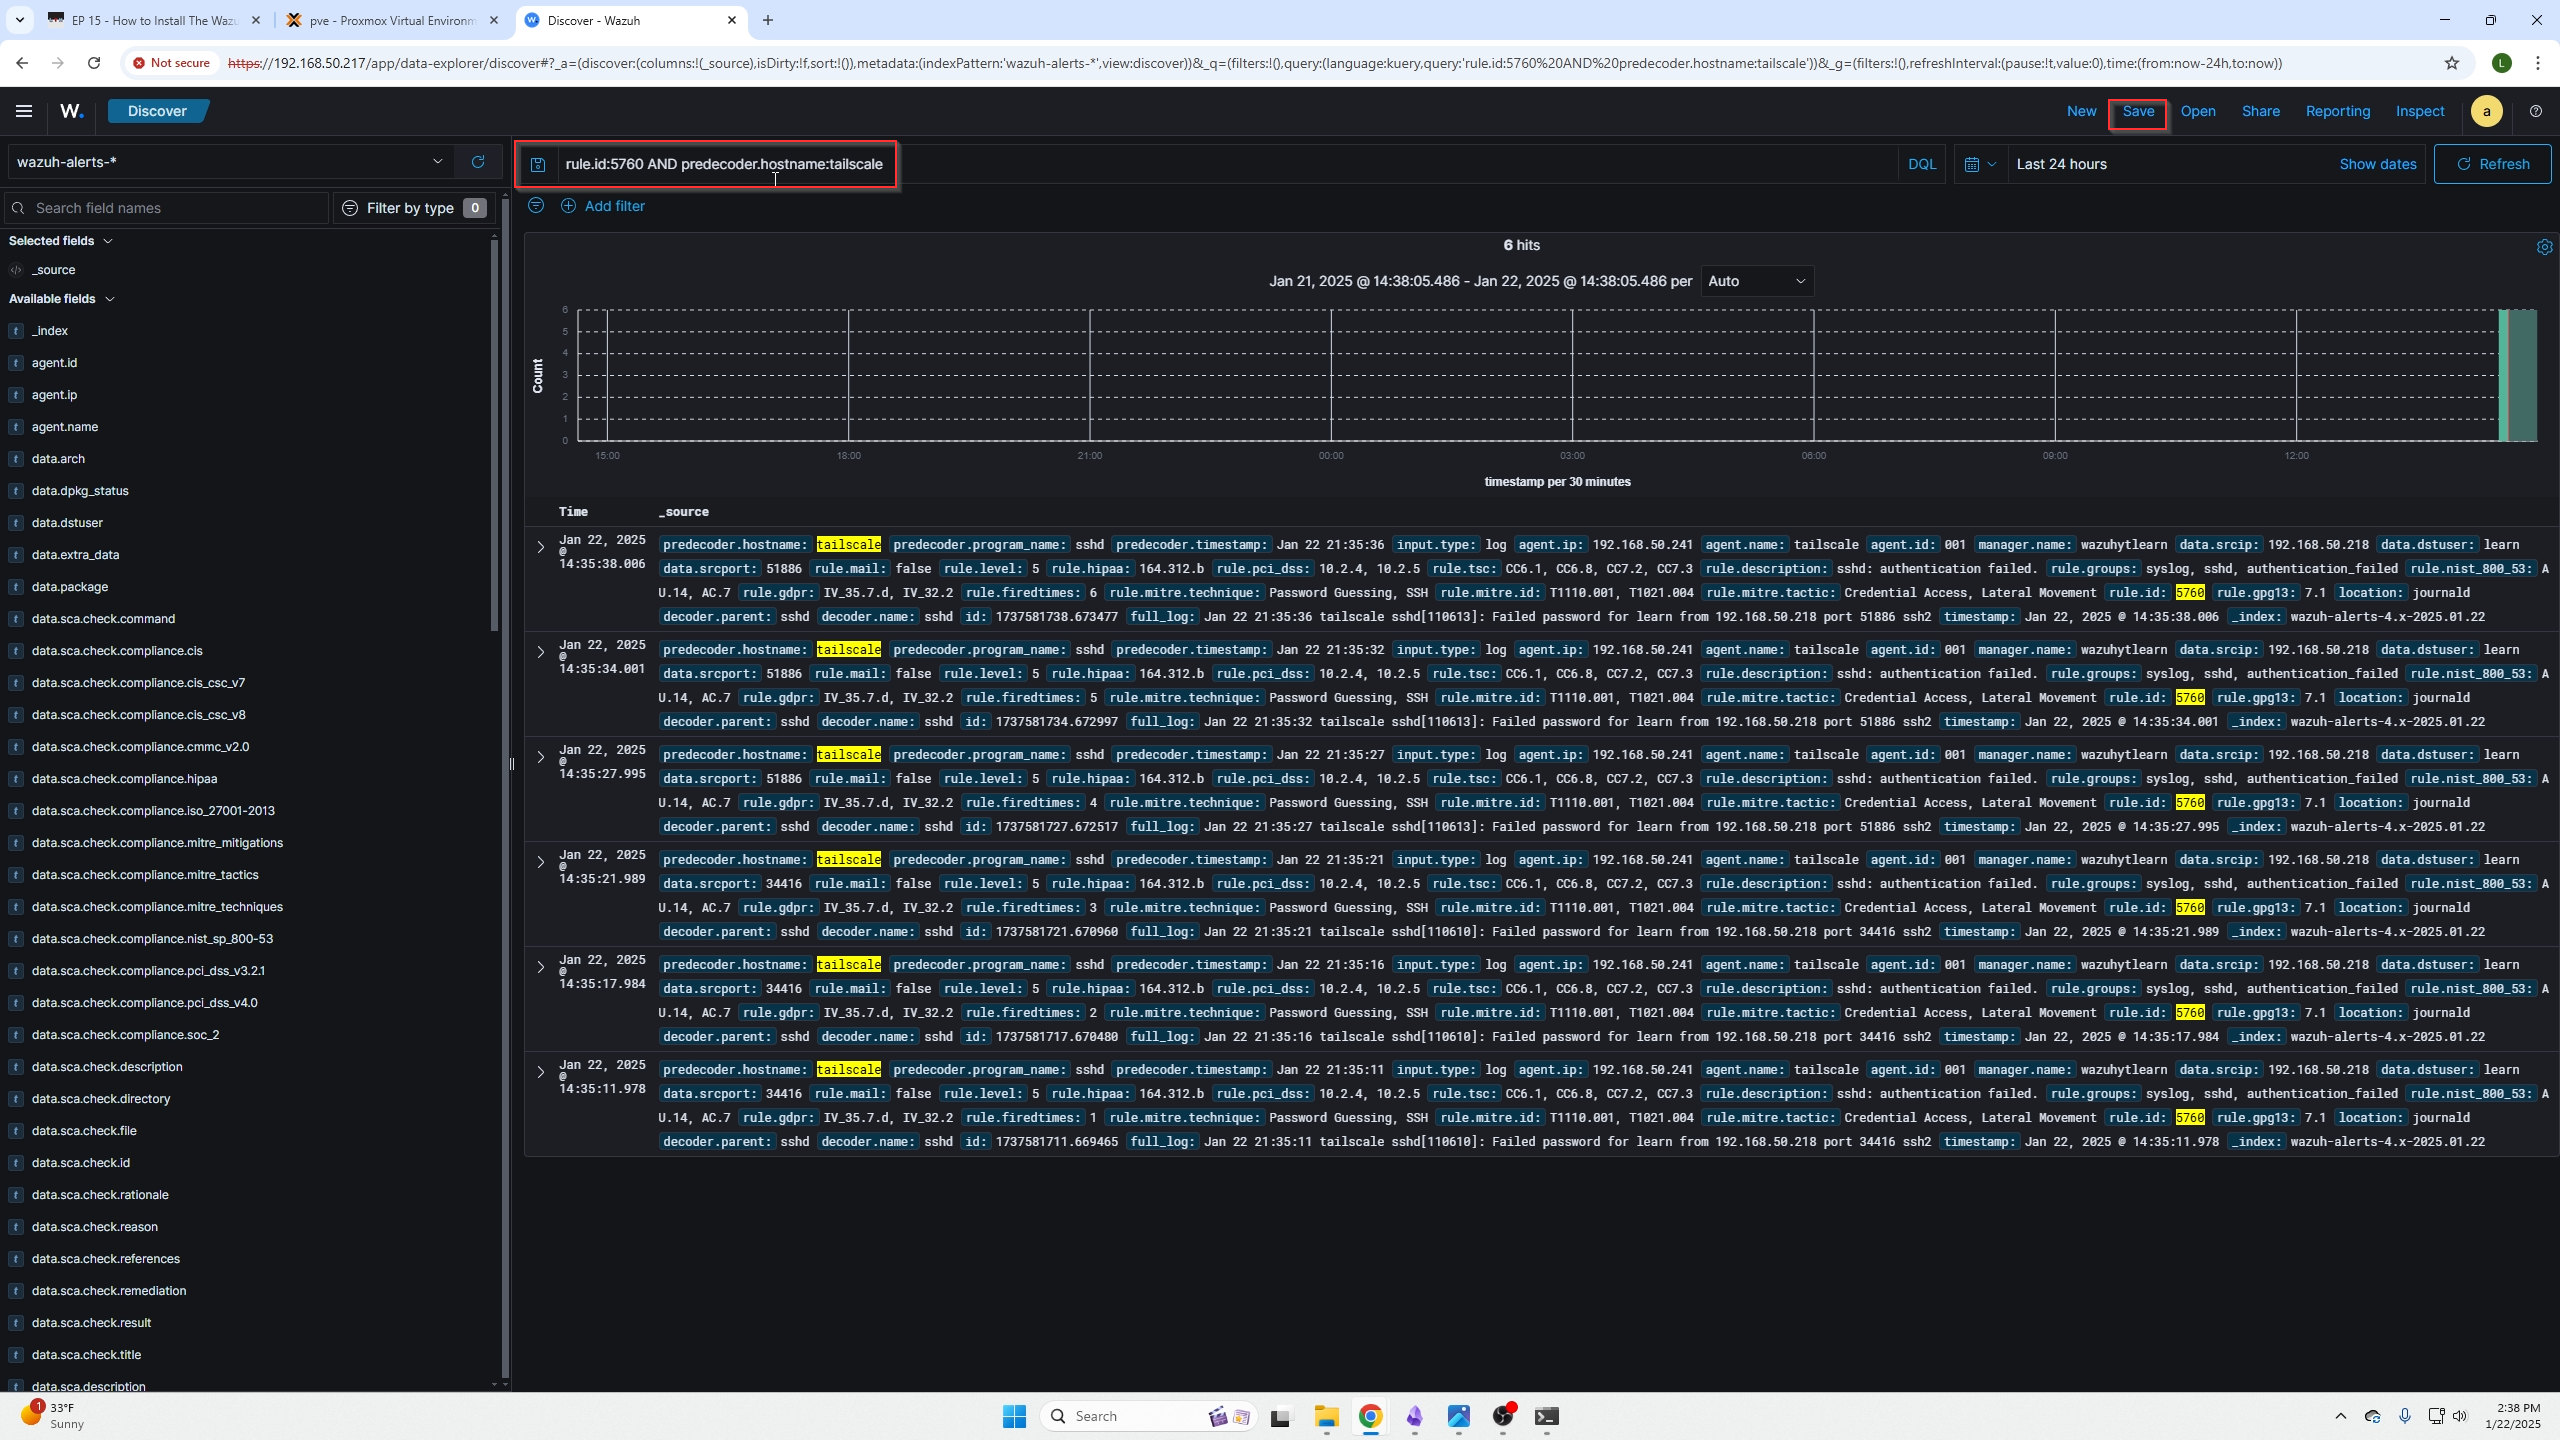 EP 15 - How to Install The Wazu
pve - Proxmox Virtual Environm
Discover - Wazuh
Not secure
https://192.168.50.217/app/data-explorer/discover#?_a=(discover:(columns:!(_source),isDirty:!f,sort:!()),metadata:(indexPattern:'wazuh-alerts-*',view:discover))&_q=(filters:!(),query:(language:kuery,query:'rule.id:5760%20AND%20predecoder.hostname:tailscale'))&_g=(filters:!(),refreshInterval:(pause:!t,value:0),time:(from:now-24h,to:now))
L
W.
Discover
New Save Open Share Reporting Inspect a
wazuh-alerts-*
rule.id:5760 AND predecoder.hostname:tailscale
DQL
Last 24 hours
Show dates
Refresh
Search field names
Filter by type 0
Add filter
Selected fields
_source
Available fields
t _index
t agent.id
t agent.ip
t agent.name
t data.arch
t data.dpkg_status
t data.dstuser
t data.extra_data
t data.package
t data.sca.check.command
t data.sca.check.compliance.cis
t data.sca.check.compliance.cis_csc_v7
t data.sca.check.compliance.cis_csc_v8
t data.sca.check.compliance.cmmc_v2.0
t data.sca.check.compliance.hipaa
t data.sca.check.compliance.iso_27001-2013
t data.sca.check.compliance.mitre_mitigations
t data.sca.check.compliance.mitre_tactics
t data.sca.check.compliance.mitre_techniques
t data.sca.check.compliance.nist_sp_800-53
t data.sca.check.compliance.pci_dss_v3.2.1
t data.sca.check.compliance.pci_dss_v4.0
t data.sca.check.compliance.soc_2
t data.sca.check.description
t data.sca.check.directory
t data.sca.check.file
t data.sca.check.id
t data.sca.check.rationale
t data.sca.check.reason
t data.sca.check.references
t data.sca.check.remediation
t data.sca.check.result
t data.sca.check.title
t data.sca.description
6 hits
Jan 21, 2025 @ 14:38:05.486 - Jan 22, 2025 @ 14:38:05.486 per Auto
Count
6
5
4
3
2
1
0
15:00 18:00 21:00 00:00 03:00 06:00 09:00 12:00
timestamp per 30 minutes
Time _source
Jan 22, 2025
@
14:35:38.006
predecoder.hostname: tailscale predecoder.program_name: sshd predecoder.timestamp: Jan 22 21:35:36 input.type: log agent.ip: 192.168.50.241 agent.name: tailscale agent.id: 001 manager.name: wazuhytlearn data.srcip: 192.168.50.218 data.dstuser: learn
data.srcport: 51886 rule.mail: false rule.level: 5 rule.hipaa: 164.312.b rule.pci_dss: 10.2.4, 10.2.5 rule.tsc: CC6.1, CC6.8, CC7.2, CC7.3 rule.description: sshd: authentication failed. rule.groups: syslog, sshd, authentication_failed rule.nist_800_53: A
U.14, AC.7 rule.gdpr: IV_35.7.d, IV_32.2 rule.firedtimes: 6 rule.mitre.technique: Password Guessing, SSH rule.mitre.id: T1110.001, T1021.004 rule.mitre.tactic: Credential Access, Lateral Movement rule.id: 5760 rule.gpg13: 7.1 location: journald
decoder.parent: sshd decoder.name: sshd id: 1737581738.673477 full_log: Jan 22 21:35:36 tailscale sshd[110613]: Failed password for learn from 192.168.50.218 port 51886 ssh2 timestamp: Jan 22, 2025 @ 14:35:38.006 _index: wazuh-alerts-4.x-2025.01.22
Jan 22, 2025
@
14:35:34.001
predecoder.hostname: tailscale predecoder.program_name: sshd predecoder.timestamp: Jan 22 21:35:32 input.type: log agent.ip: 192.168.50.241 agent.name: tailscale agent.id: 001 manager.name: wazuhytlearn data.srcip: 192.168.50.218 data.dstuser: learn
data.srcport: 51886 rule.mail: false rule.level: 5 rule.hipaa: 164.312.b rule.pci_dss: 10.2.4, 10.2.5 rule.tsc: CC6.1, CC6.8, CC7.2, CC7.3 rule.description: sshd: authentication failed. rule.groups: syslog, sshd, authentication_failed rule.nist_800_53: A
U.14, AC.7 rule.gdpr: IV_35.7.d, IV_32.2 rule.firedtimes: 5 rule.mitre.technique: Password Guessing, SSH rule.mitre.id: T1110.001, T1021.004 rule.mitre.tactic: Credential Access, Lateral Movement rule.id: 5760 rule.gpg13: 7.1 location: journald
decoder.parent: sshd decoder.name: sshd id: 1737581734.672997 full_log: Jan 22 21:35:32 tailscale sshd[110613]: Failed password for learn from 192.168.50.218 port 51886 ssh2 timestamp: Jan 22, 2025 @ 14:35:34.001 _index: wazuh-alerts-4.x-2025.01.22
Jan 22, 2025
@
14:35:27.995
predecoder.hostname: tailscale predecoder.program_name: sshd predecoder.timestamp: Jan 22 21:35:27 input.type: log agent.ip: 192.168.50.241 agent.name: tailscale agent.id: 001 manager.name: wazuhytlearn data.srcip: 192.168.50.218 data.dstuser: learn
data.srcport: 51886 rule.mail: false rule.level: 5 rule.hipaa: 164.312.b rule.pci_dss: 10.2.4, 10.2.5 rule.tsc: CC6.1, CC6.8, CC7.2, CC7.3 rule.description: sshd: authentication failed. rule.groups: syslog, sshd, authentication_failed rule.nist_800_53: A
U.14, AC.7 rule.gdpr: IV_35.7.d, IV_32.2 rule.firedtimes: 4 rule.mitre.technique: Password Guessing, SSH rule.mitre.id: T1110.001, T1021.004 rule.mitre.tactic: Credential Access, Lateral Movement rule.id: 5760 rule.gpg13: 7.1 location: journald
decoder.parent: sshd decoder.name: sshd id: 1737581727.672517 full_log: Jan 22 21:35:27 tailscale sshd[110613]: Failed password for learn from 192.168.50.218 port 51886 ssh2 timestamp: Jan 22, 2025 @ 14:35:27.995 _index: wazuh-alerts-4.x-2025.01.22
Jan 22, 2025
@
14:35:21.989
predecoder.hostname: tailscale predecoder.program_name: sshd predecoder.timestamp: Jan 22 21:35:21 input.type: log agent.ip: 192.168.50.241 agent.name: tailscale agent.id: 001 manager.name: wazuhytlearn data.srcip: 192.168.50.218 data.dstuser: learn
data.srcport: 34416 rule.mail: false rule.level: 5 rule.hipaa: 164.312.b rule.pci_dss: 10.2.4, 10.2.5 rule.tsc: CC6.1, CC6.8, CC7.2, CC7.3 rule.description: sshd: authentication failed. rule.groups: syslog, sshd, authentication_failed rule.nist_800_53: A
U.14, AC.7 rule.gdpr: IV_35.7.d, IV_32.2 rule.firedtimes: 3 rule.mitre.technique: Password Guessing, SSH rule.mitre.id: T1110.001, T1021.004 rule.mitre.tactic: Credential Access, Lateral Movement rule.id: 5760 rule.gpg13: 7.1 location: journald
decoder.parent: sshd decoder.name: sshd id: 1737581721.670960 full_log: Jan 22 21:35:21 tailscale sshd[110610]: Failed password for learn from 192.168.50.218 port 34416 ssh2 timestamp: Jan 22, 2025 @ 14:35:21.989 _index: wazuh-alerts-4.x-2025.01.22
Jan 22, 2025
@
14:35:17.984
predecoder.hostname: tailscale predecoder.program_name: sshd predecoder.timestamp: Jan 22 21:35:16 input.type: log agent.ip: 192.168.50.241 agent.name: tailscale agent.id: 001 manager.name: wazuhytlearn data.srcip: 192.168.50.218 data.dstuser: learn
data.srcport: 34416 rule.mail: false rule.level: 5 rule.hipaa: 164.312.b rule.pci_dss: 10.2.4, 10.2.5 rule.tsc: CC6.1, CC6.8, CC7.2, CC7.3 rule.description: sshd: authentication failed. rule.groups: syslog, sshd, authentication_failed rule.nist_800_53: A
U.14, AC.7 rule.gdpr: IV_35.7.d, IV_32.2 rule.firedtimes: 2 rule.mitre.technique: Password Guessing, SSH rule.mitre.id: T1110.001, T1021.004 rule.mitre.tactic: Credential Access, Lateral Movement rule.id: 5760 rule.gpg13: 7.1 location: journald
decoder.parent: sshd decoder.name: sshd id: 1737581717.670480 full_log: Jan 22 21:35:16 tailscale sshd[110610]: Failed password for learn from 192.168.50.218 port 34416 ssh2 timestamp: Jan 22, 2025 @ 14:35:17.984 _index: wazuh-alerts-4.x-2025.01.22
Jan 22, 2025
@
14:35:11.978
predecoder.hostname: tailscale predecoder.program_name: sshd predecoder.timestamp: Jan 22 21:35:11 input.type: log agent.ip: 192.168.50.241 agent.name: tailscale agent.id: 001 manager.name: wazuhytlearn data.srcip: 192.168.50.218 data.dstuser: learn
data.srcport: 34416 rule.mail: false rule.level: 5 rule.hipaa: 164.312.b rule.pci_dss: 10.2.4, 10.2.5 rule.tsc: CC6.1, CC6.8, CC7.2, CC7.3 rule.description: sshd: authentication failed. rule.groups: syslog, sshd, authentication_failed rule.nist_800_53: A
U.14, AC.7 rule.gdpr: IV_35.7.d, IV_32.2 rule.firedtimes: 1 rule.mitre.technique: Password Guessing, SSH rule.mitre.id: T1110.001, T1021.004 rule.mitre.tactic: Credential Access, Lateral Movement rule.id: 5760 rule.gpg13: 7.1 location: journald
decoder.parent: sshd decoder.name: sshd id: 1737581711.669465 full_log: Jan 22 21:35:11 tailscale sshd[110610]: Failed password for learn from 192.168.50.218 port 34416 ssh2 timestamp: Jan 22, 2025 @ 14:35:11.978 _index: wazuh-alerts-4.x-2025.01.22
1
33°F
Sunny
Search
2:38 PM
1/22/2025